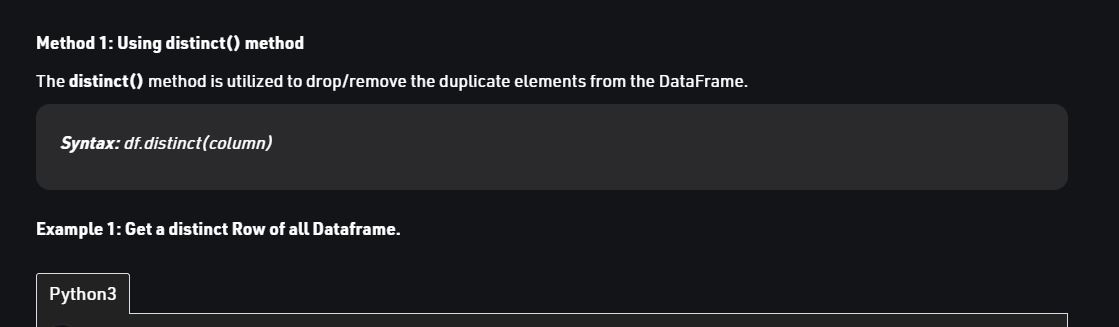 Method 1: Using distinct() method
The distinct() method is utilized to drop/remove the duplicate elements from the DataFrame.
Syntax: df.distinct(column)
Example 1: Get a distinct Row of all Dataframe.
Python3